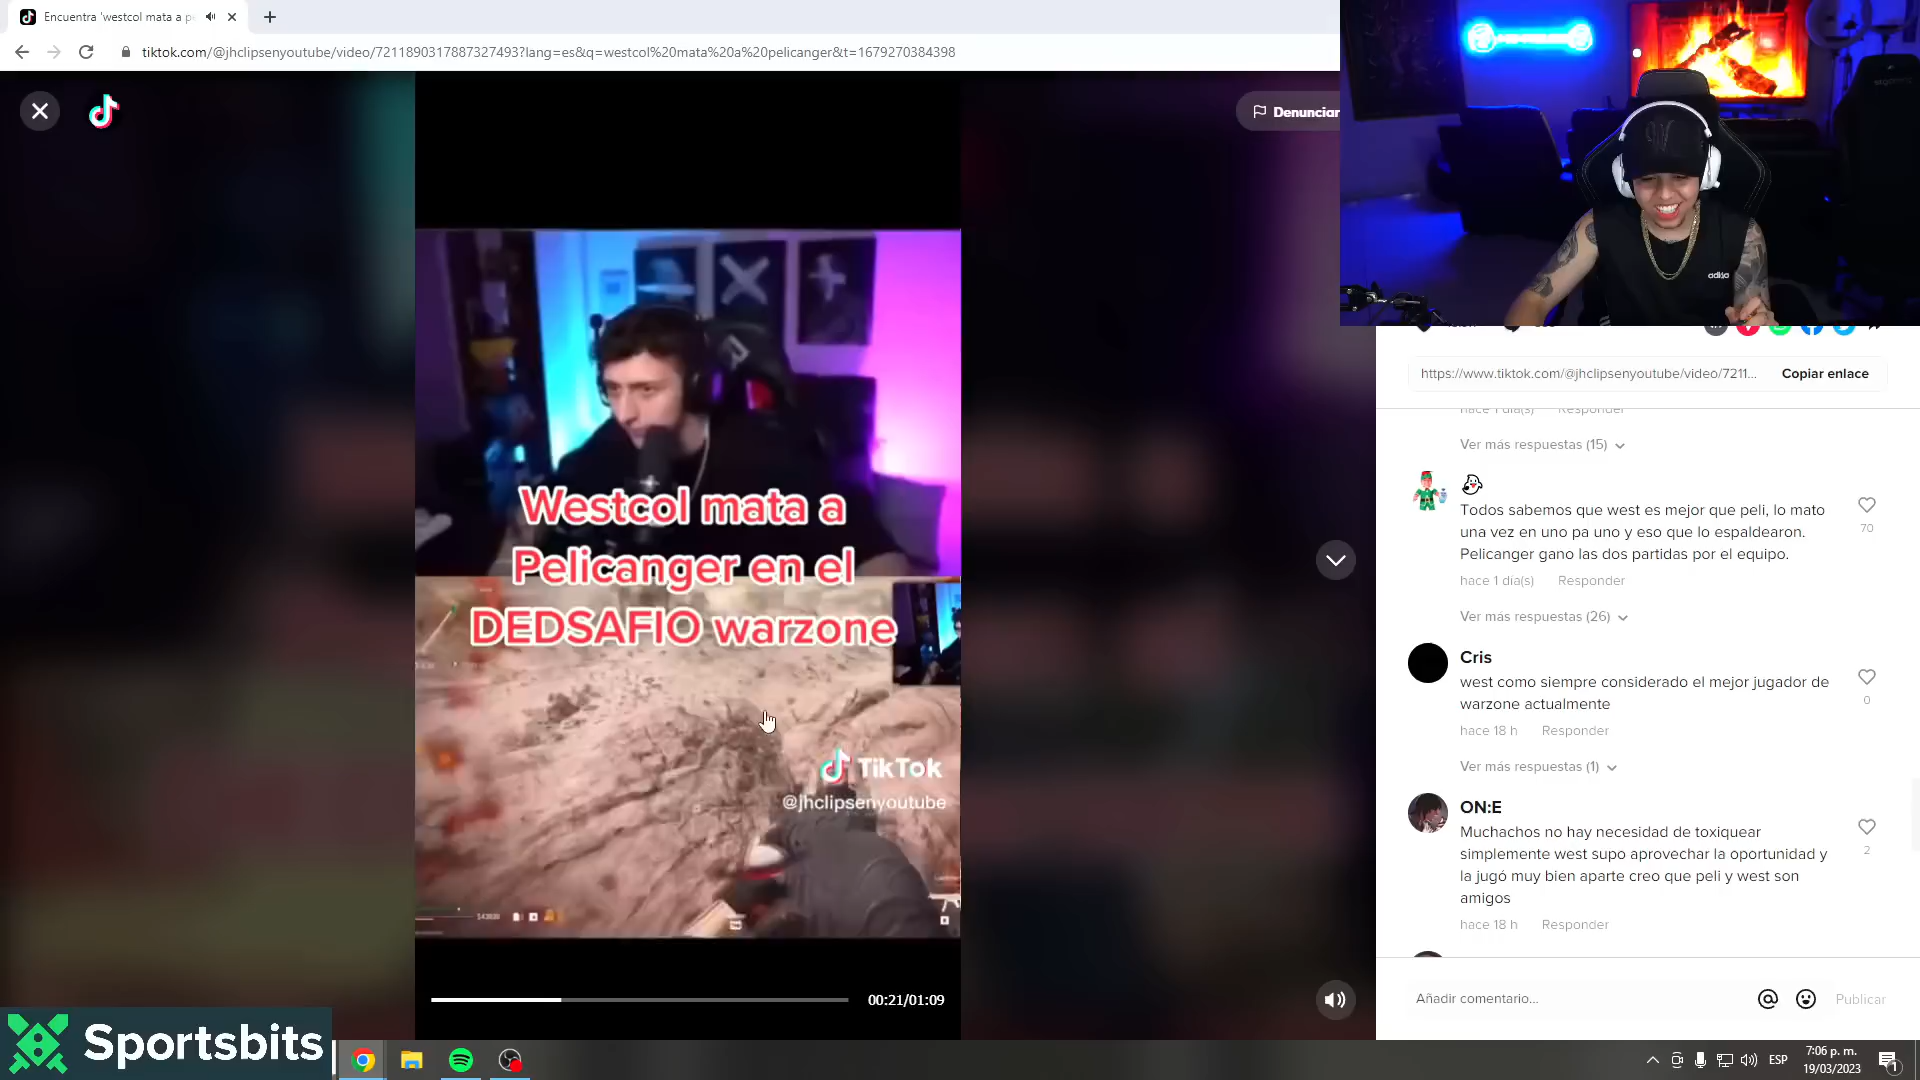 Encuentra 'westcol mata a p
tiktok.com/@jhclipsenyoutube/video/7211890317887327493?lang=es&q=westcol%20mata%20a%20pelicanger&t=1679270384398
Denunciar
Westcol mata a
Pelicanger en el
DEDSAFIO warzone
TikTok
@jhclipsenyoutube
00:21/01:09
adidas
https://www.tiktok.com/@jhclipsenyoutube/video/7211...
Copiar enlace
hace 1 día(s) Responder
Ver más respuestas (15)
Todos sabemos que west es mejor que peli, lo mato
una vez en uno pa uno y eso que lo espaldearon.
Pelicanger gano las dos partidas por el equipo.
70
hace 1 día(s) Responder
Ver más respuestas (26)
Cris
west como siempre considerado el mejor jugador de
warzone actualmente
0
hace 18 h Responder
Ver más respuestas (1)
ON:E
Muchachos no hay necesidad de toxiquear
simplemente west supo aprovechar la oportunidad y
la jugó muy bien aparte creo que peli y west son
amigos
2
hace 18 h Responder
Añadir comentario...
Publicar
Sportsbits
ESP
7:06 p. m.
19/03/2023
1